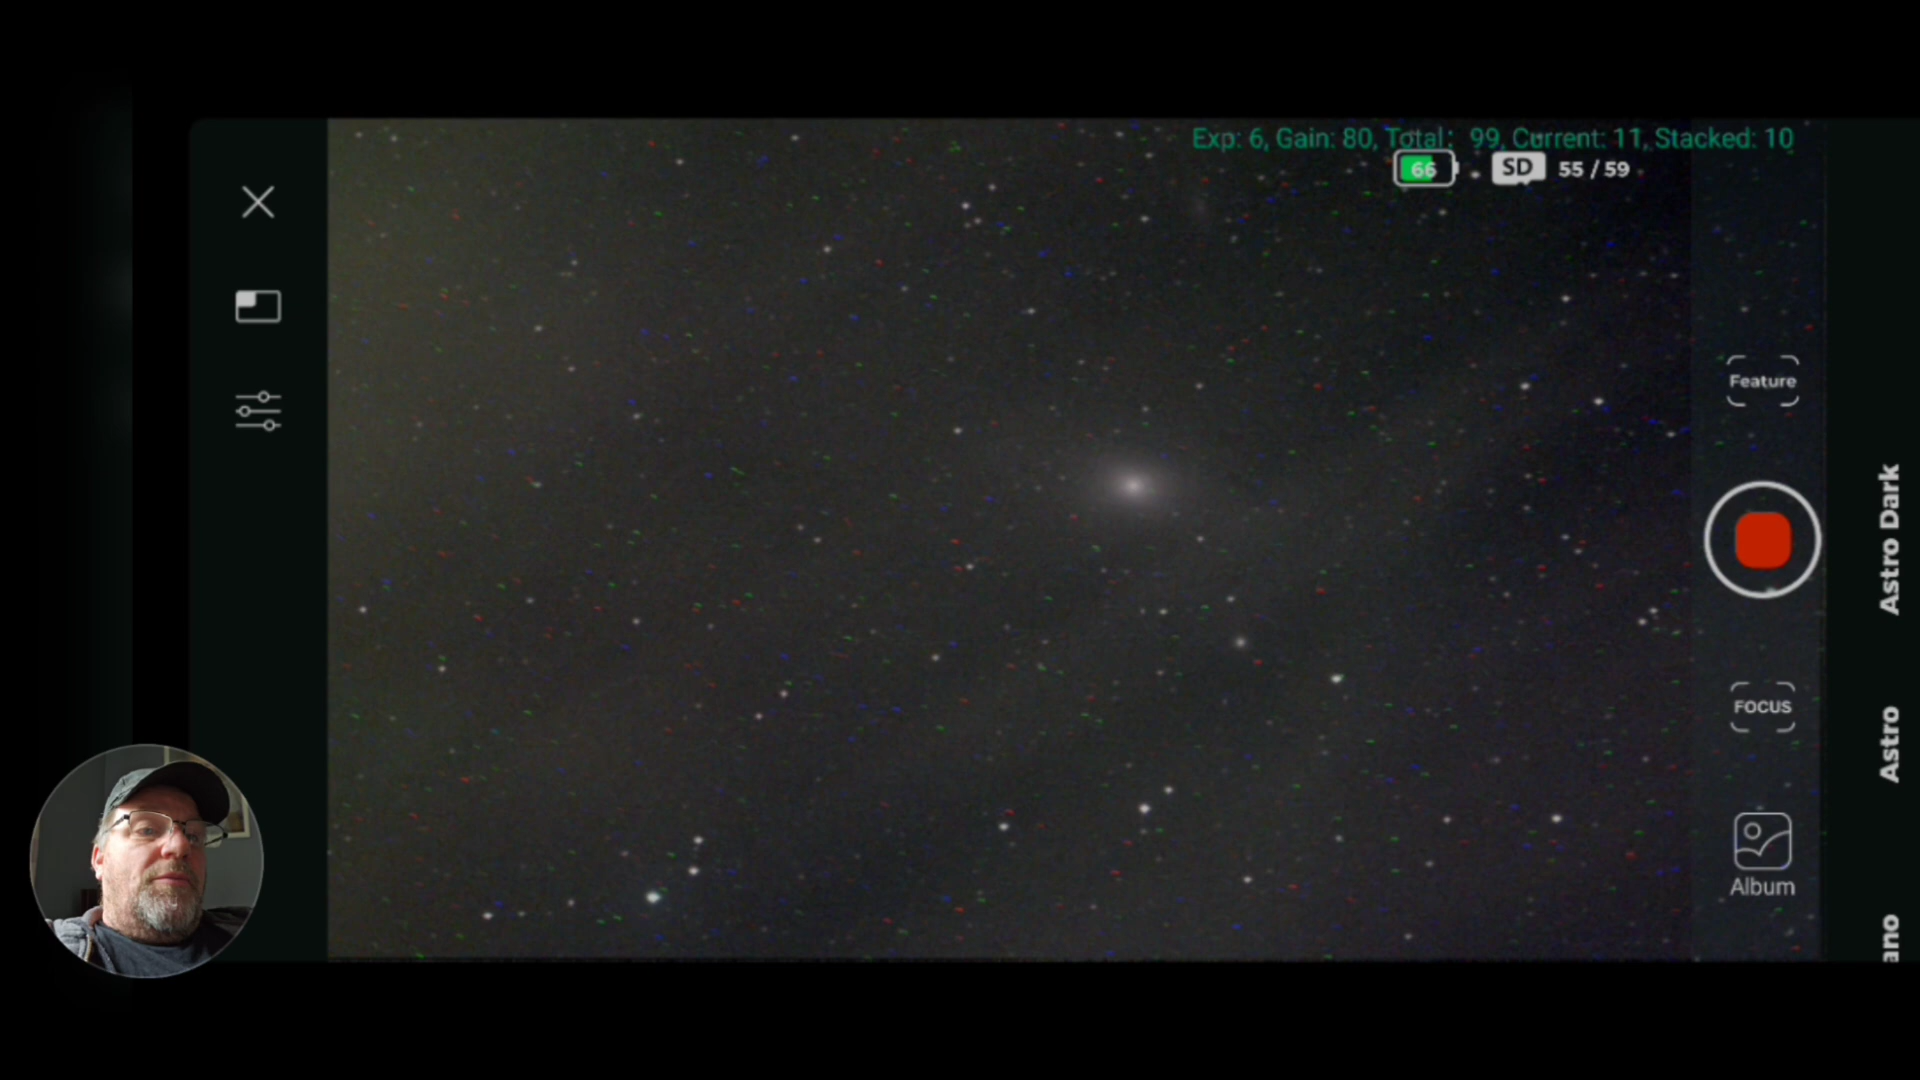 Exp: 6, Gain: 80, Total: 99, Current: 11, Stacked: 10
66 SD 55 / 59
Feature
FOCUS
Album
Astro Dark
Astro
ano